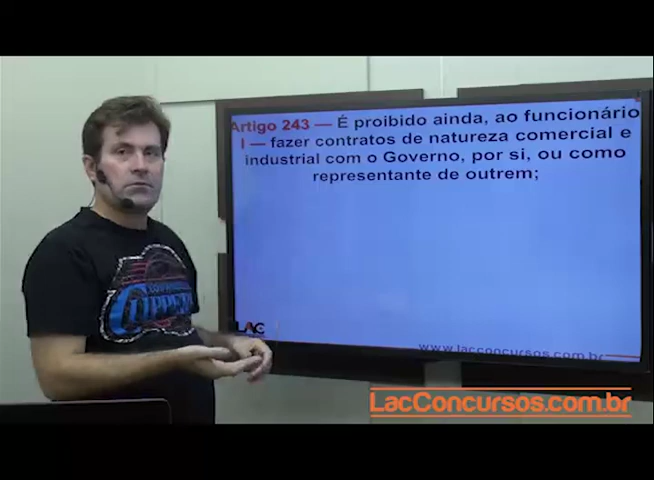 Artigo 243 — É proibido ainda, ao funcionário
I — fazer contratos de natureza comercial e
industrial com o Governo, por si, ou como
representante de outrem;
CLIPPERS
LAC
www.lacconcursos.com.br
LacConcursos.com.br